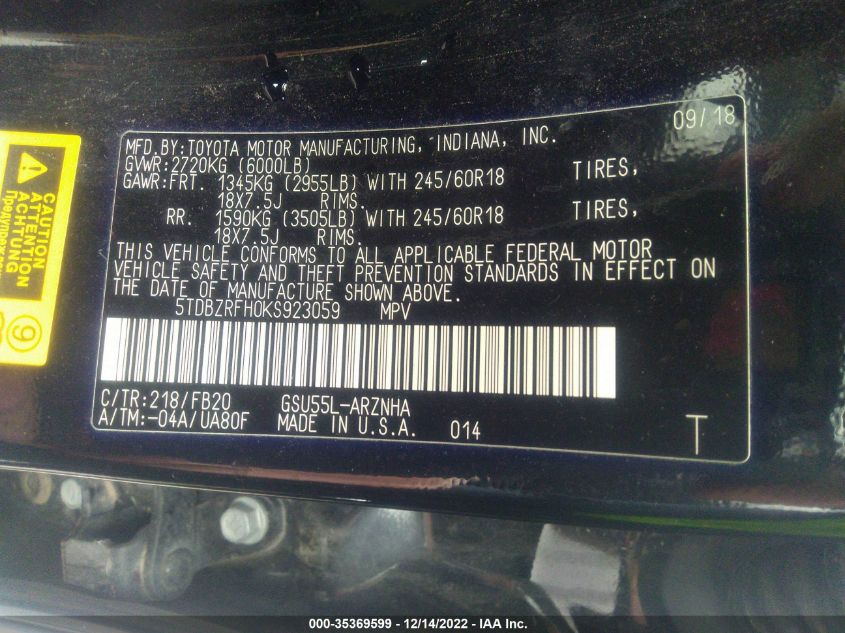 09/18
MFD.BY:TOYOTA MOTOR MANUFACTURING, INDIANA, INC.
GVWR:2720KG (6000LB)
GAWR:FRT. 1345KG (2955LB) WITH 245/60R18 TIRES,
18X7.5J RIMS.
RR. 1590KG (3505LB) WITH 245/60R18 TIRES,
18X7.5J RIMS.
THIS VEHICLE CONFORMS TO ALL APPLICABLE FEDERAL MOTOR
VEHICLE SAFETY AND THEFT PREVENTION STANDARDS IN EFFECT ON
THE DATE OF MANUFACTURE SHOWN ABOVE.
5TDBZRFH0KS923059 MPV
C/TR:218/FB20 GSU55L-ARZNHA
A/TM:-04A/UA80F MADE IN U.S.A. 014
T
CAUTION
ATTENTION
ACHTUNG
9
000-35369599 - 12/14/2022 - IAA Inc.